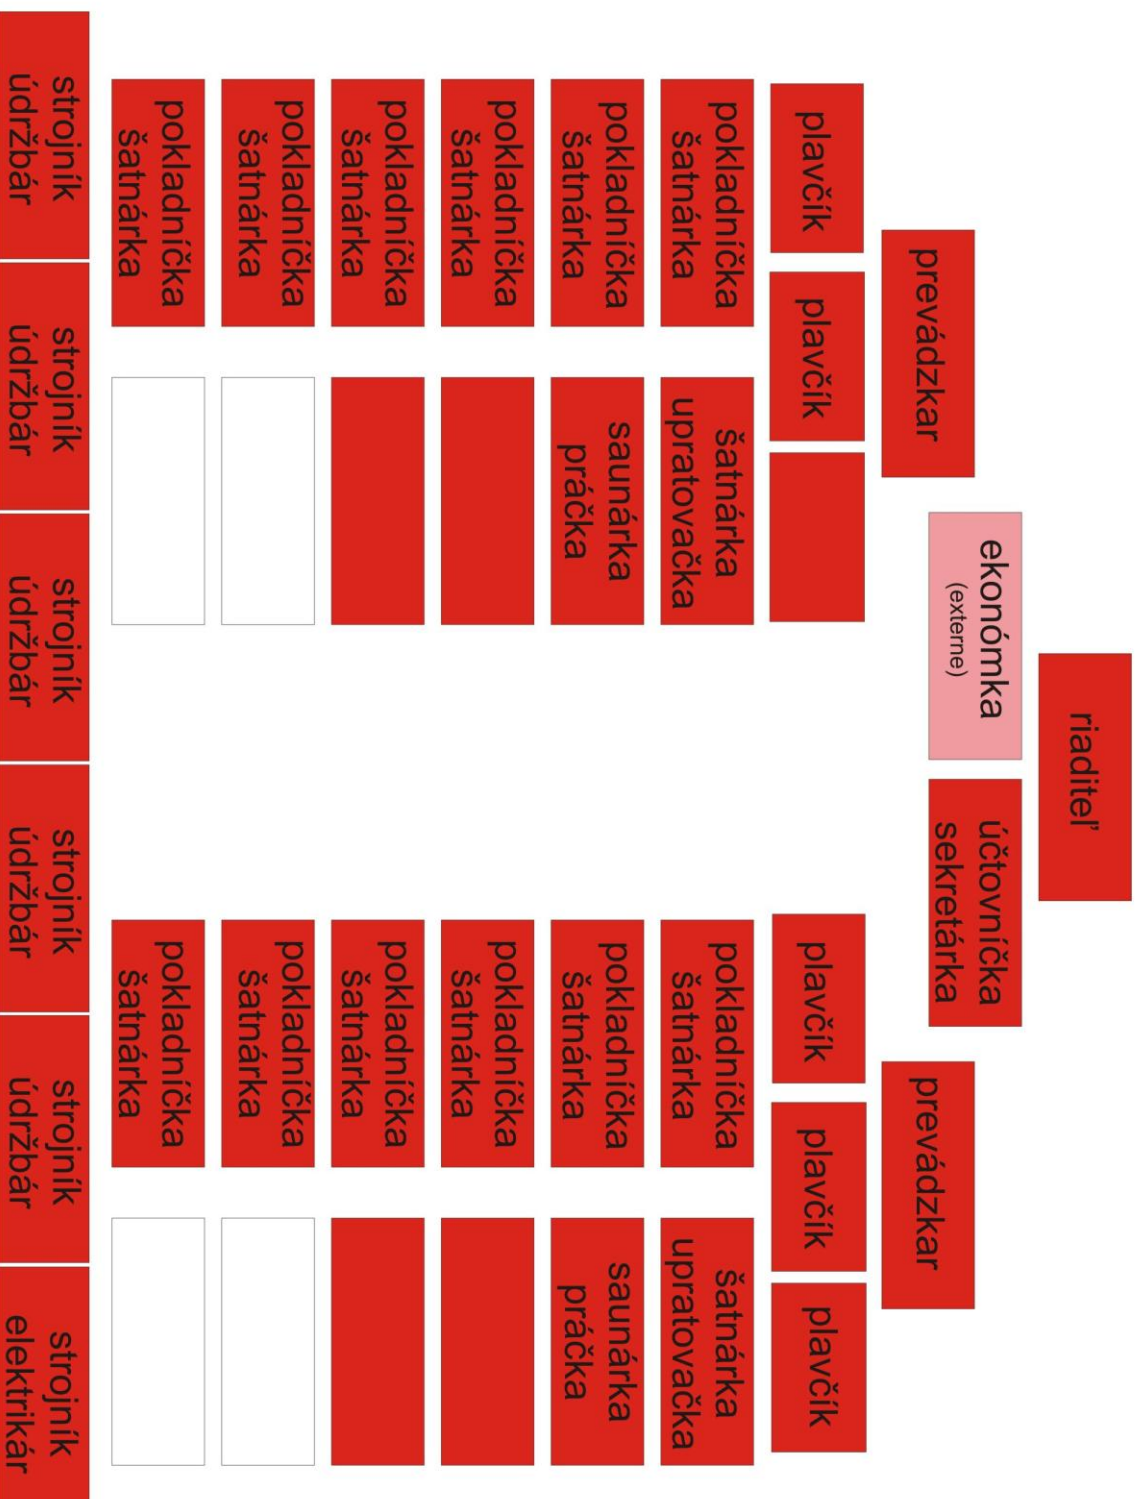 riaditeľ
ekonómka
(externe)
účtovníčka
sekretárka
prevádzkar
prevádzkar
plavčík
plavčík
plavčík
plavčík
plavčík
pokladníčka
šatnárka
šatnárka
upratovačka
pokladníčka
šatnárka
šatnárka
upratovačka
pokladníčka
šatnárka
saunárka
práčka
pokladníčka
šatnárka
saunárka
práčka
pokladníčka
šatnárka
pokladníčka
šatnárka
pokladníčka
šatnárka
pokladníčka
šatnárka
pokladníčka
šatnárka
pokladníčka
šatnárka
pokladníčka
šatnárka
pokladníčka
šatnárka
strojník
údržbár
strojník
údržbár
strojník
údržbár
strojník
údržbár
strojník
údržbár
strojník
elektrikár